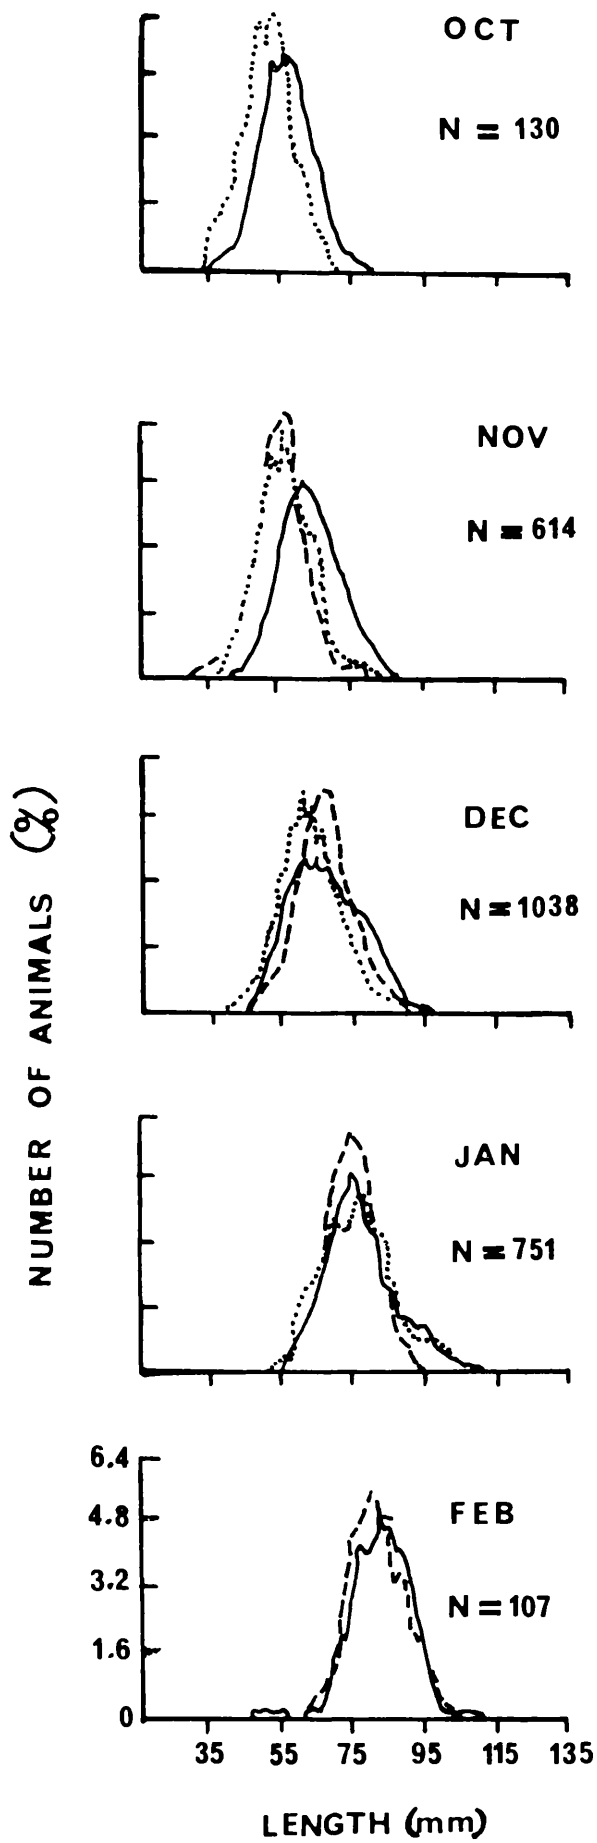 OCT
N = 130
NOV
N = 614
DEC
N = 1038
JAN
N = 751
FEB
N = 107
NUMBER OF ANIMALS (%)
6.4
4.8
3.2
1.6
0
35 55 75 95 115 135
LENGTH (mm)